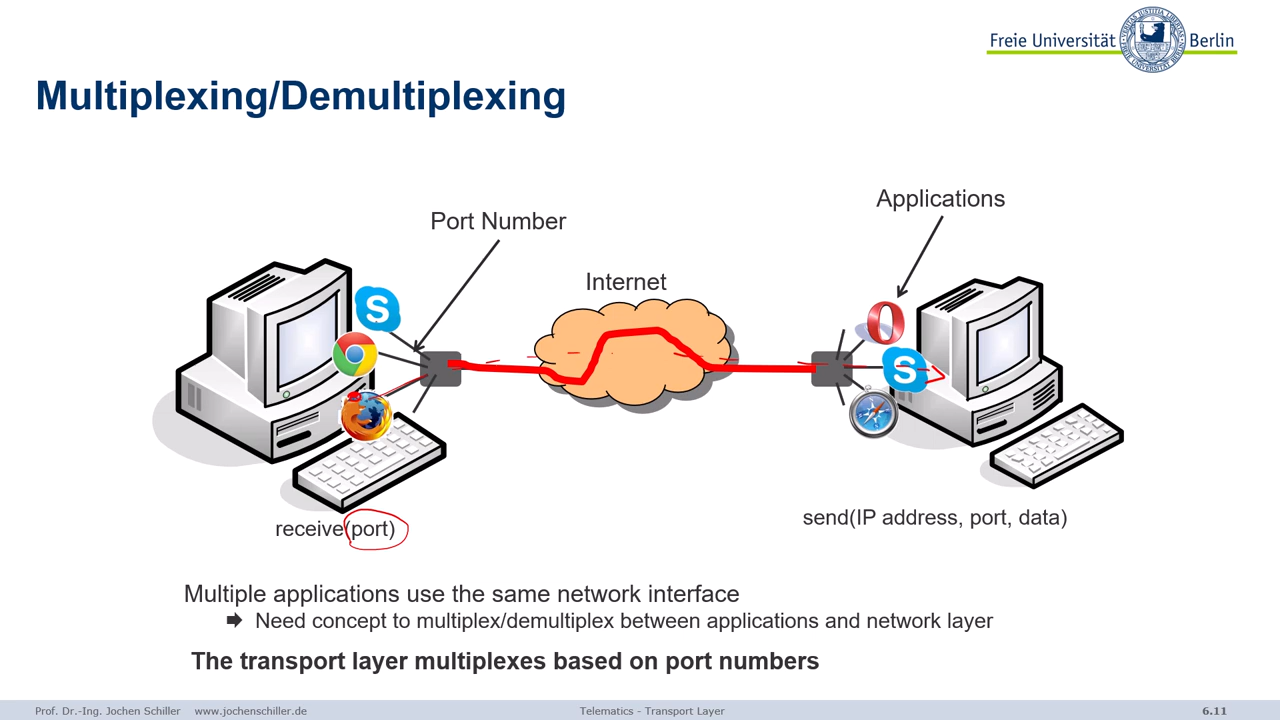 Freie Universität Berlin
Multiplexing/Demultiplexing
Applications
Port Number
Internet
S
S
receive(port)
send(IP address, port, data)
Multiple applications use the same network interface
Need concept to multiplex/demultiplex between applications and network layer
The transport layer multiplexes based on port numbers
Prof. Dr.-Ing. Jochen Schiller www.jochenschiller.de Telematics - Transport Layer 6.11